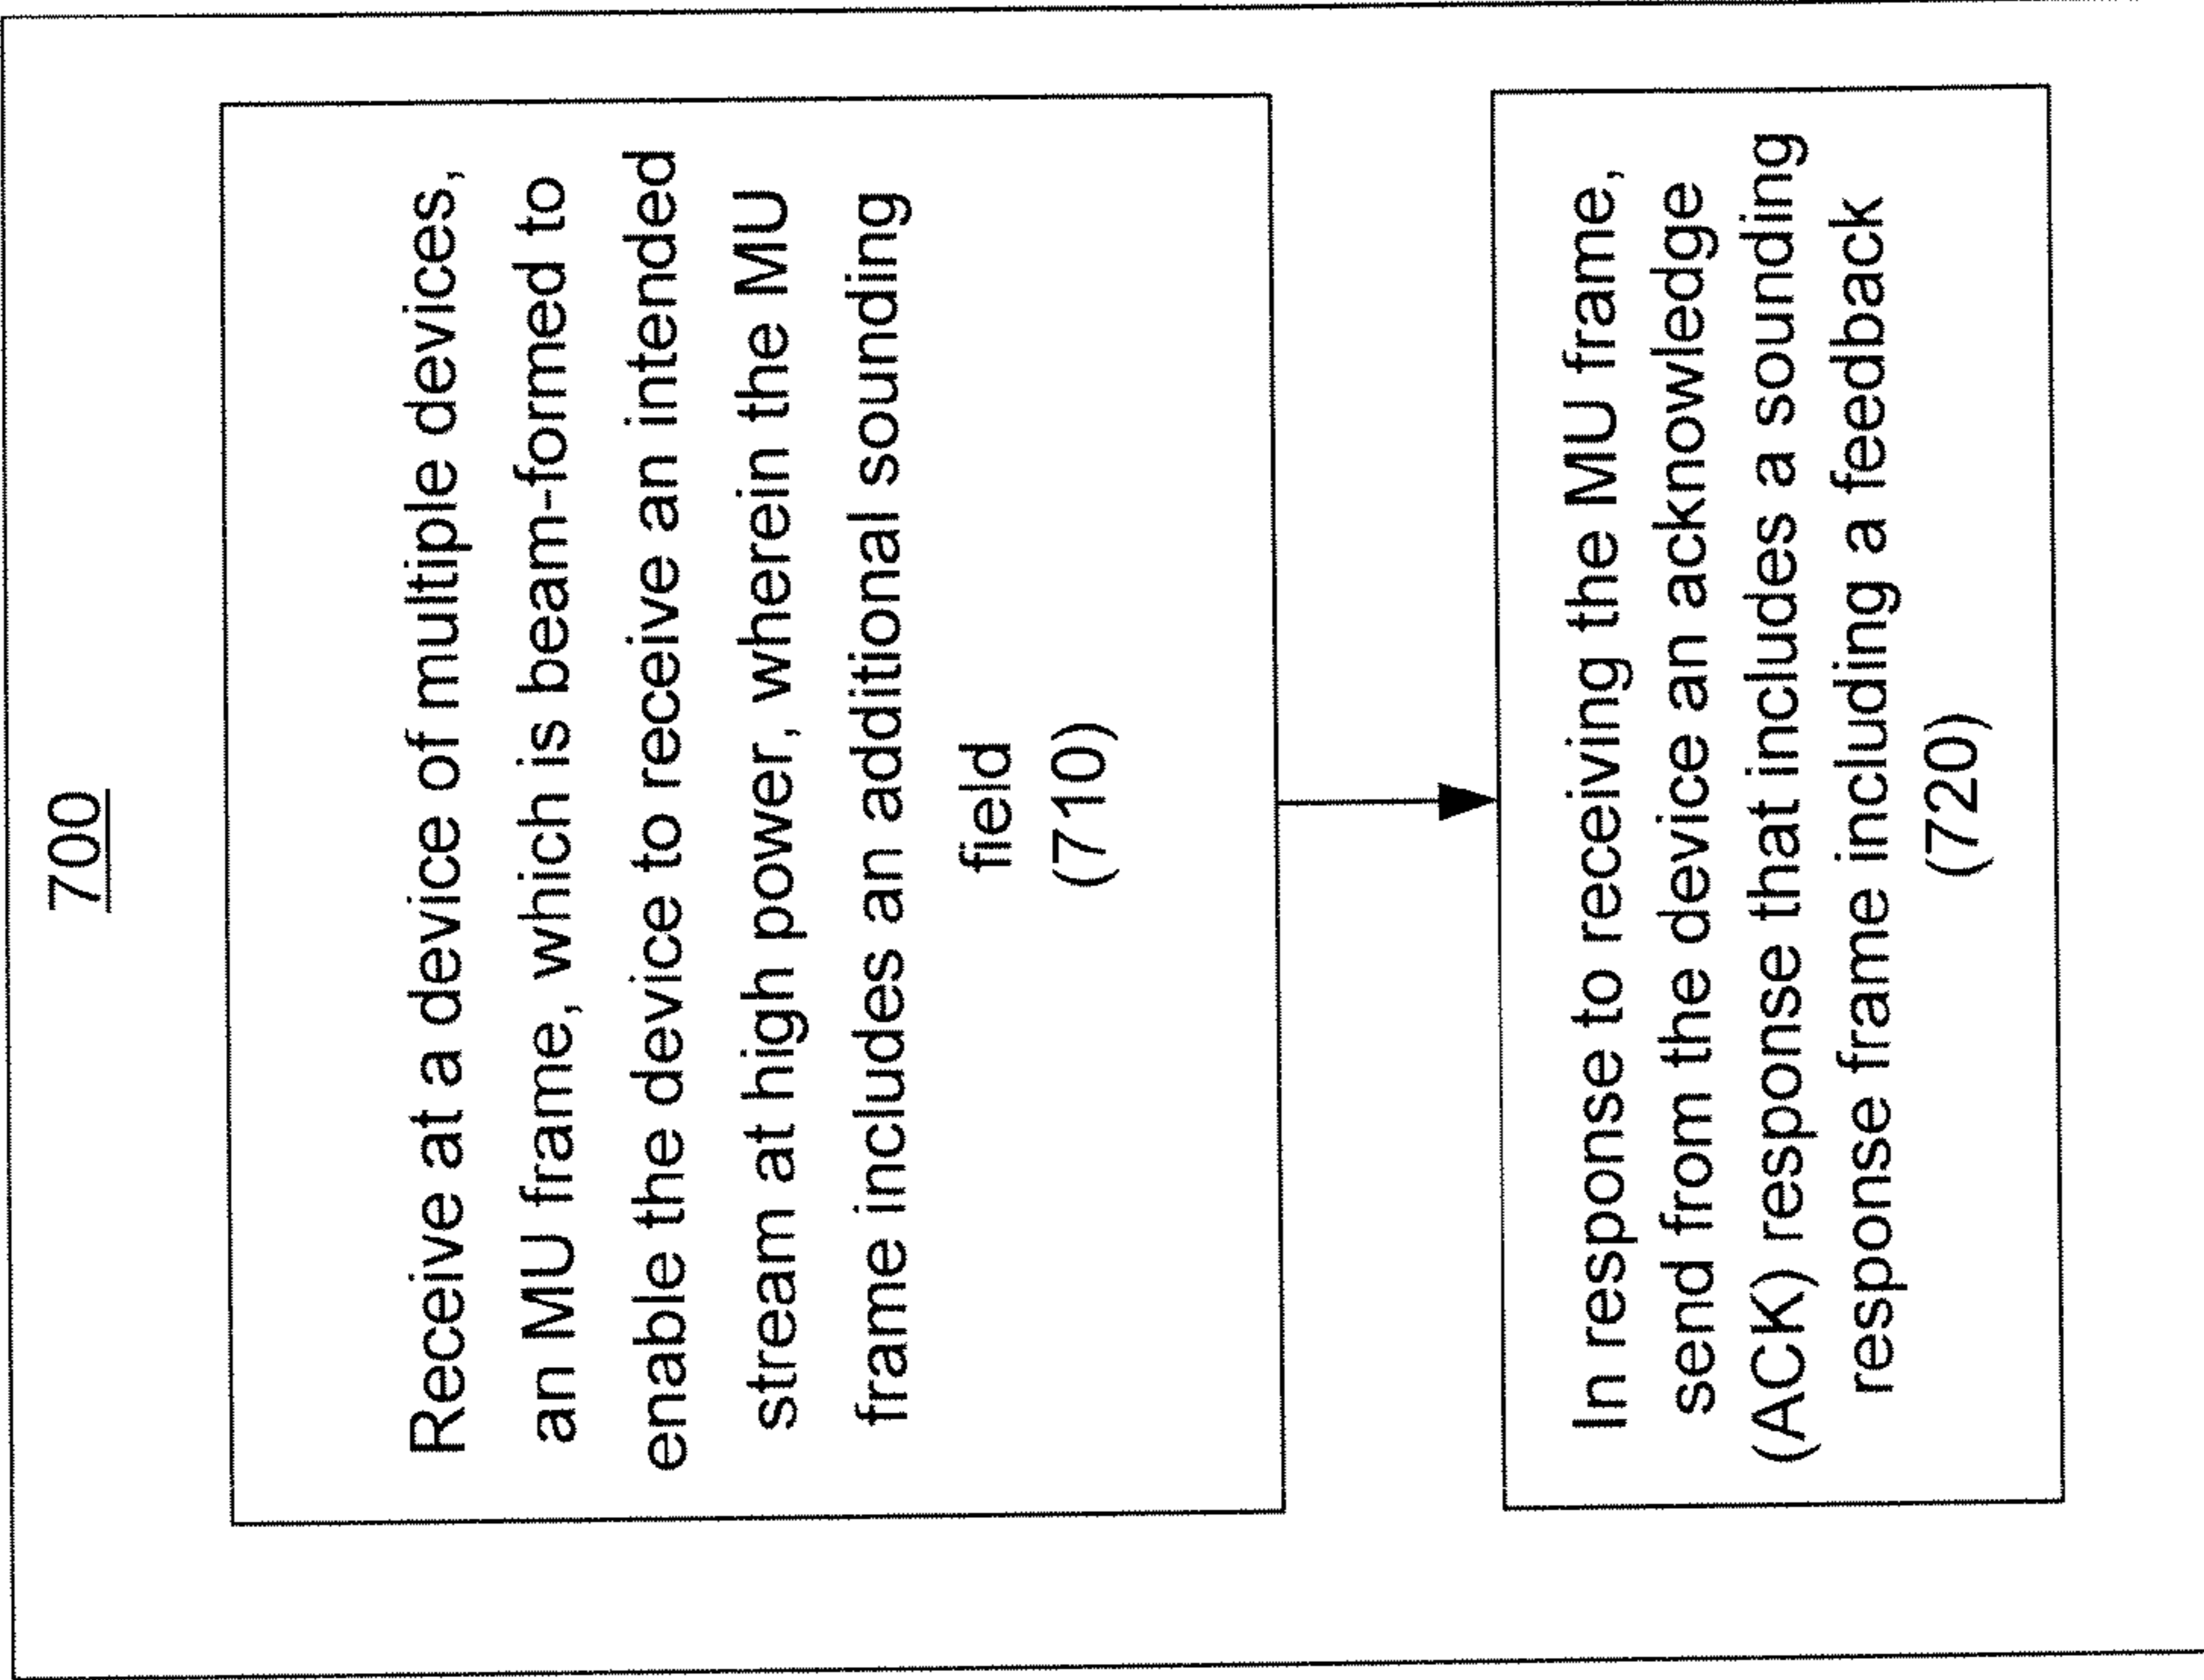 700
Receive at a device of multiple devices,
an MU frame, which is beam-formed to
enable the device to receive an intended
stream at high power, wherein the MU
frame includes an additional sounding
field
(710)
In response to receiving the MU frame,
send from the device an acknowledge
(ACK) response that includes a sounding
response frame including a feedback
(720)